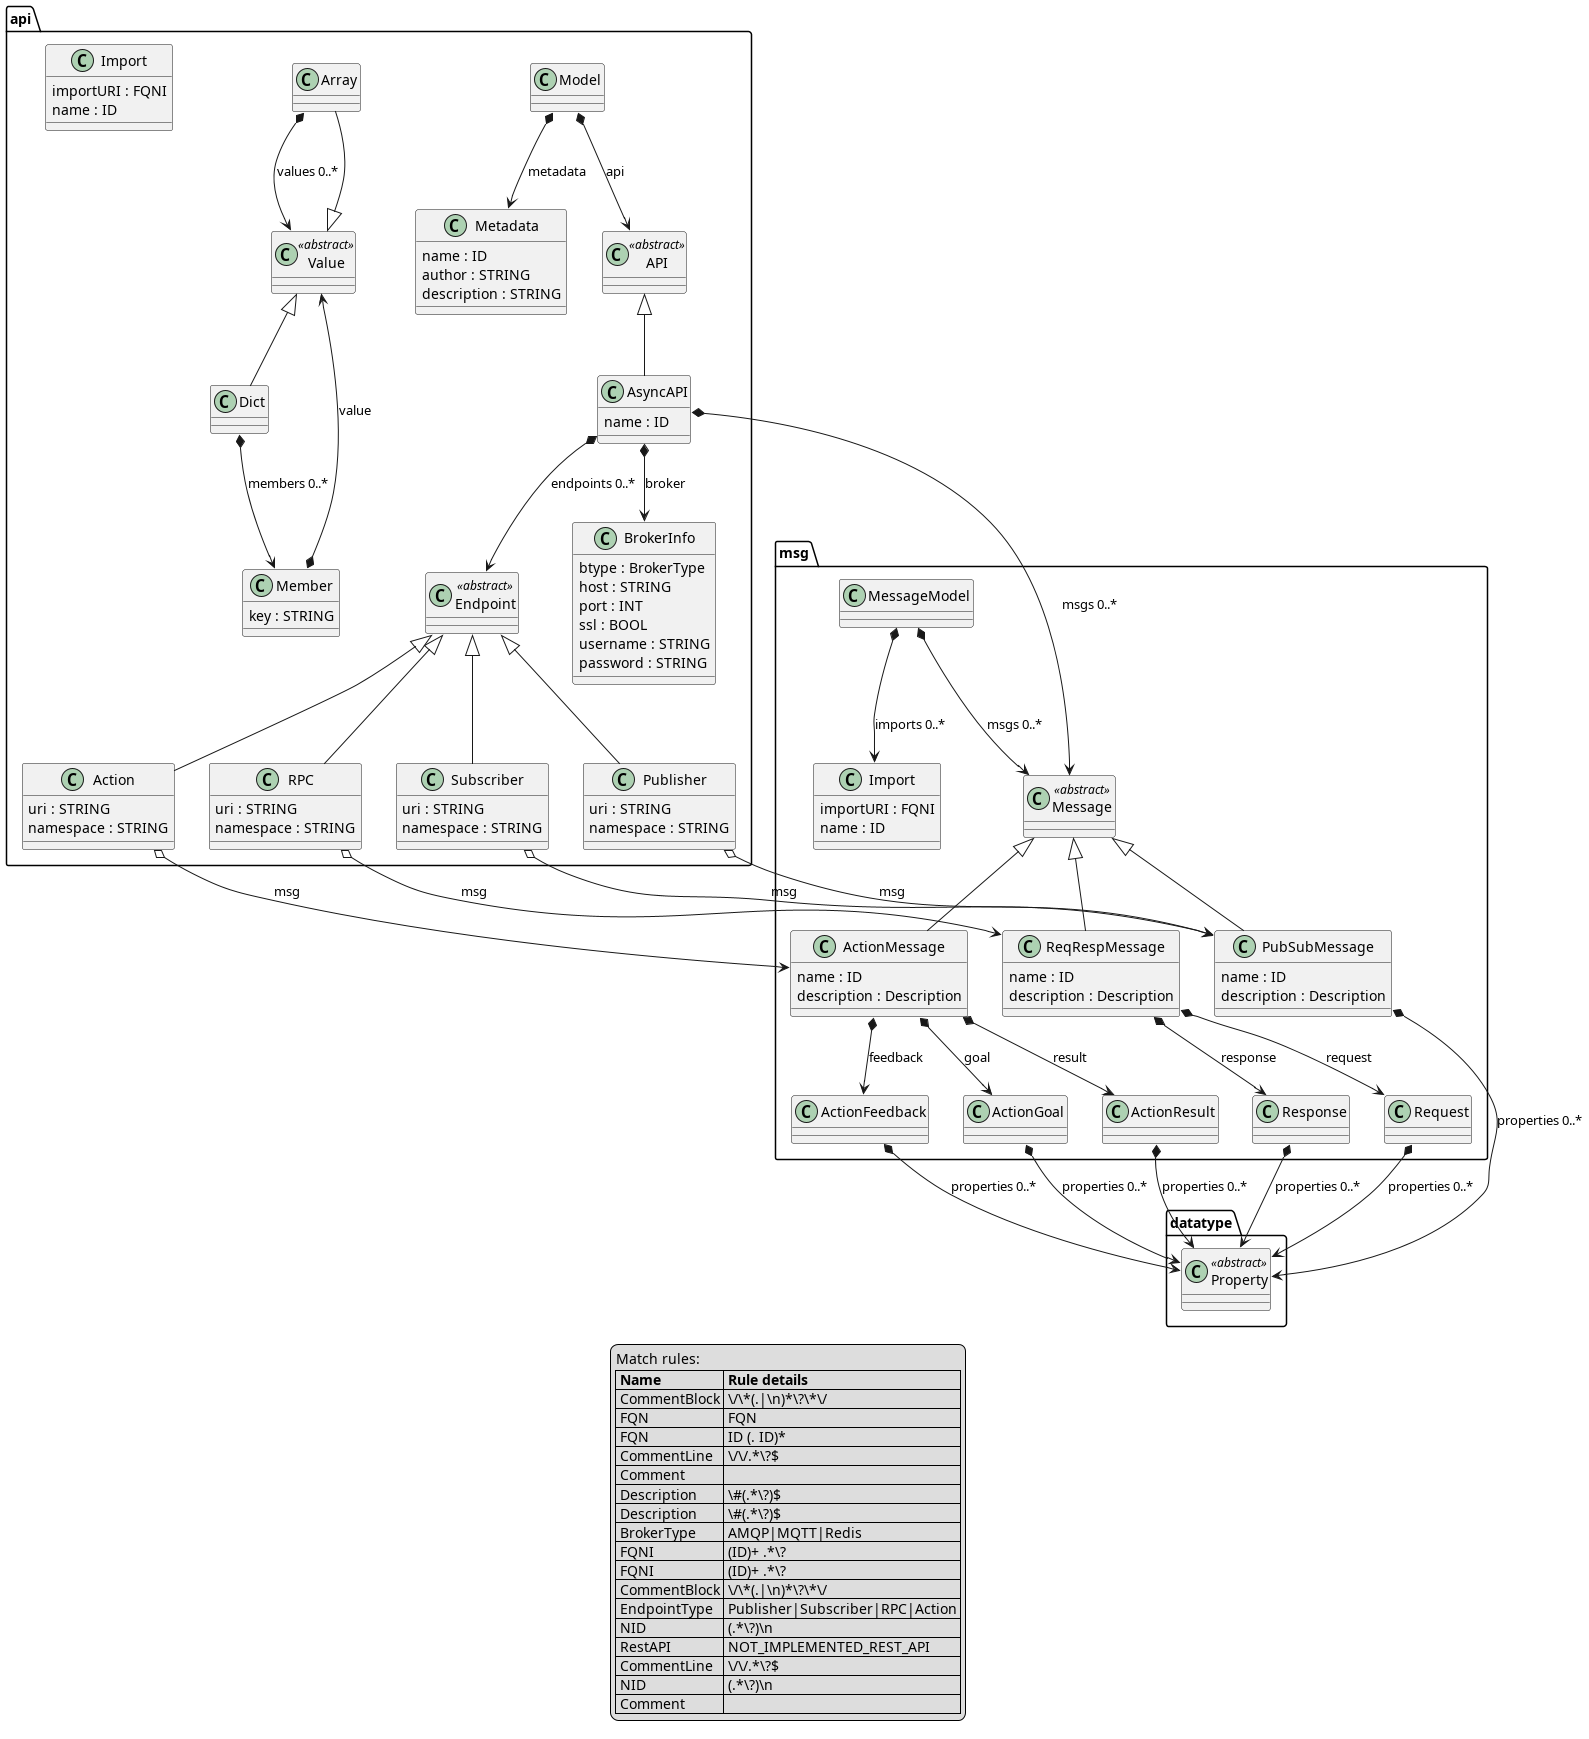 api
C Import
importURI : FQNI
name : ID
C Array
C Model
values 0..*
metadata
api
C «abstract»
Value
C Metadata
name : ID
author : STRING
description : STRING
C «abstract»
API
C Dict
value
C AsyncAPI
name : ID
members 0..*
endpoints 0..*
broker
C Member
key : STRING
C «abstract»
Endpoint
C BrokerInfo
btype : BrokerType
host : STRING
port : INT
ssl : BOOL
username : STRING
password : STRING
C Action
uri : STRING
namespace : STRING
C RPC
uri : STRING
namespace : STRING
C Subscriber
uri : STRING
namespace : STRING
C Publisher
uri : STRING
namespace : STRING
msg
C MessageModel
msgs 0..*
imports 0..*
msgs 0..*
C Import
importURI : FQNI
name : ID
C «abstract»
Message
msg
msg
msg
msg
C ActionMessage
name : ID
description : Description
C ReqRespMessage
name : ID
description : Description
C PubSubMessage
name : ID
description : Description
feedback
goal
result
response
request
C ActionFeedback
C ActionGoal
C ActionResult
C Response
C Request
properties 0..*
properties 0..*
properties 0..*
properties 0..*
properties 0..*
properties 0..*
datatype
C «abstract»
Property
Match rules:
Name Rule details
CommentBlock \/\*(.|\n)*\?\*\/
FQN FQN
FQN ID (. ID)*
CommentLine \/\/.*\?$
Comment
Description \#(.*\?)$
Description \#(.*\?)$
BrokerType AMQP|MQTT|Redis
FQNI (ID)+ .*\?
FQNI (ID)+ .*\?
CommentBlock \/\*(.|\n)*\?\*\/
EndpointType Publisher|Subscriber|RPC|Action
NID (.*\?)\n
RestAPI NOT_IMPLEMENTED_REST_API
CommentLine \/\/.*\?$
NID (.*\?)\n
Comment